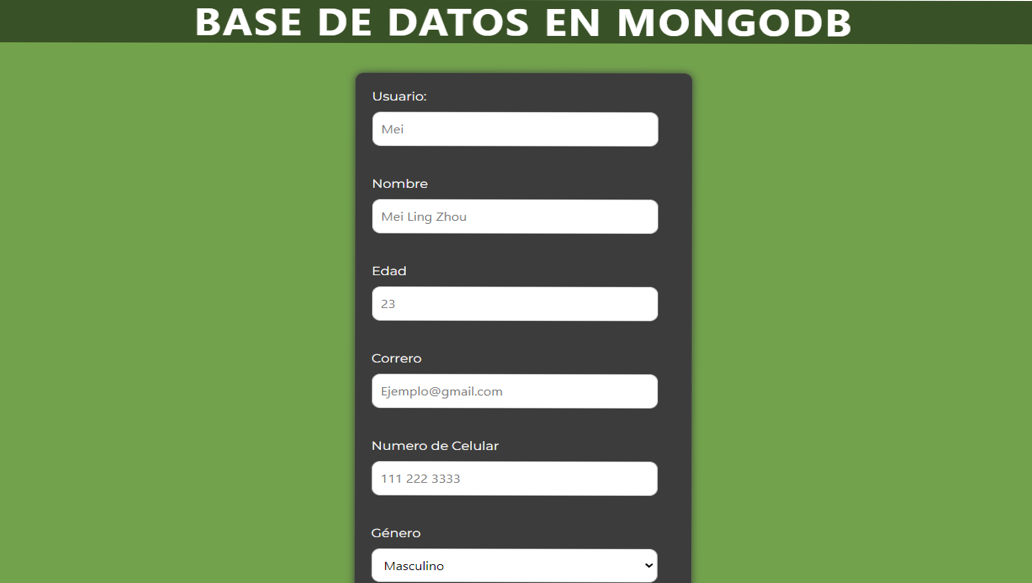 BASE DE DATOS EN MONGODB
Usuario:
Mei
Nombre
Mei Ling Zhou
Edad
23
Correro
Ejemplo@gmail.com
Numero de Celular
111 222 3333
Género
Masculino